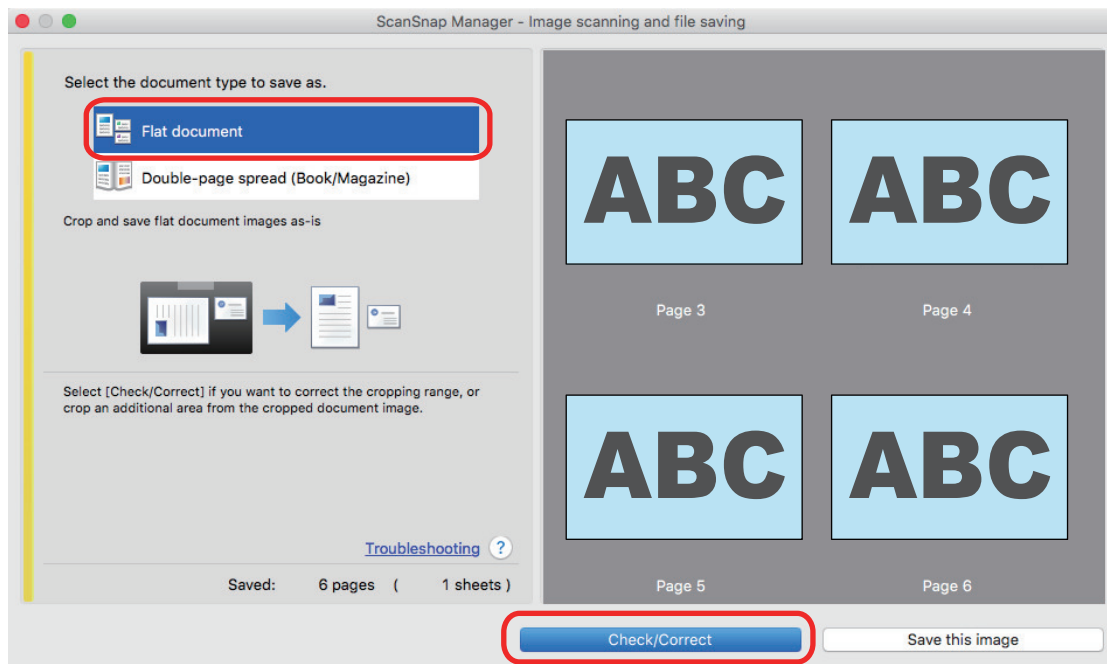 ScanSnap Manager - Image scanning and file saving
Select the document type to save as.
Flat document
Double-page spread (Book/Magazine)
Crop and save flat document images as-is
Select [Check/Correct] if you want to correct the cropping range, or
crop an additional area from the cropped document image.
Troubleshooting ?
Saved: 6 pages ( 1 sheets )
ABC ABC
Page 3 Page 4
ABC ABC
Page 5 Page 6
Check/Correct Save this image